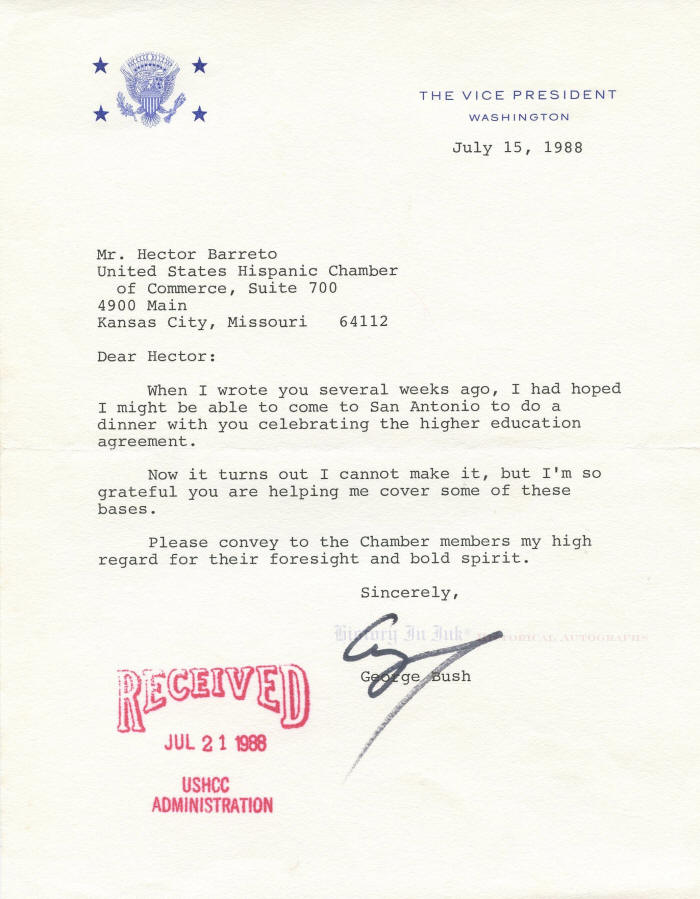 THE VICE PRESIDENT
WASHINGTON
July 15, 1988
Mr. Hector Barreto
United States Hispanic Chamber
of Commerce, Suite 700
4900 Main
Kansas City, Missouri 64112
Dear Hector:
When I wrote you several weeks ago, I had hoped
I might be able to come to San Antonio to do a
dinner with you celebrating the higher education
agreement.
Now it turns out I cannot make it, but I'm so
grateful you are helping me cover some of these
bases.
Please convey to the Chamber members my high
regard for their foresight and bold spirit.
Sincerely,
History In Ink® HISTORICAL AUTOGRAPHS
George Bush
RECEIVED
JUL 21 1988
USHCC
ADMINISTRATION